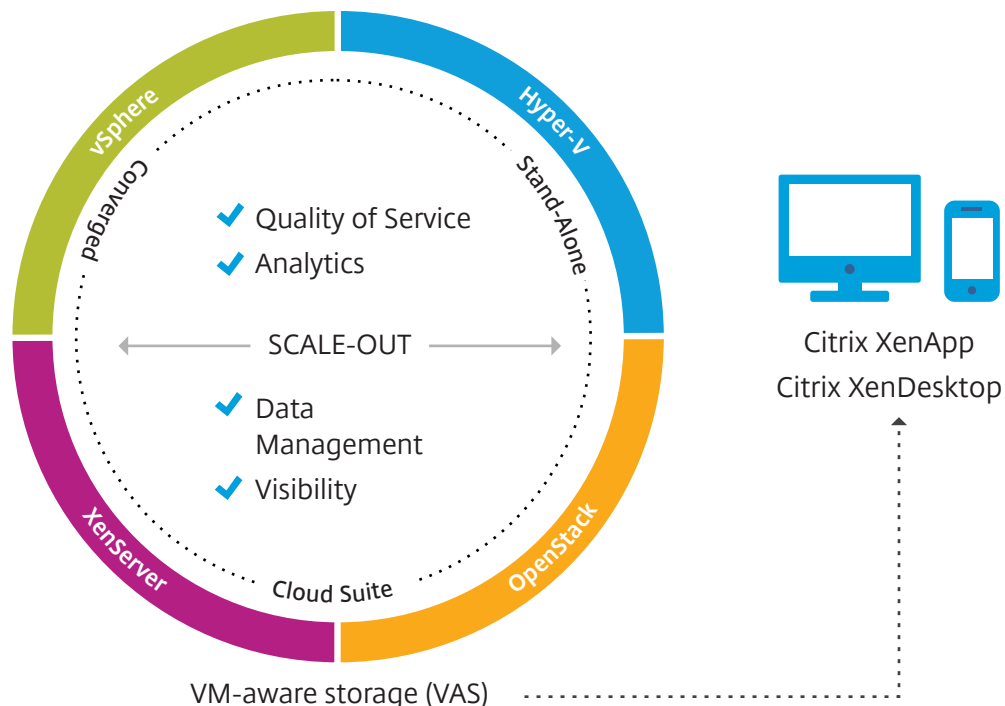 vSphere
Hyper-V
Converged
Stand-Alone
Quality of Service
Analytics
SCALE-OUT
Data
Management
Visibility
XenServer
OpenStack
Cloud Suite
VM-aware storage (VAS)
Citrix XenApp
Citrix XenDesktop